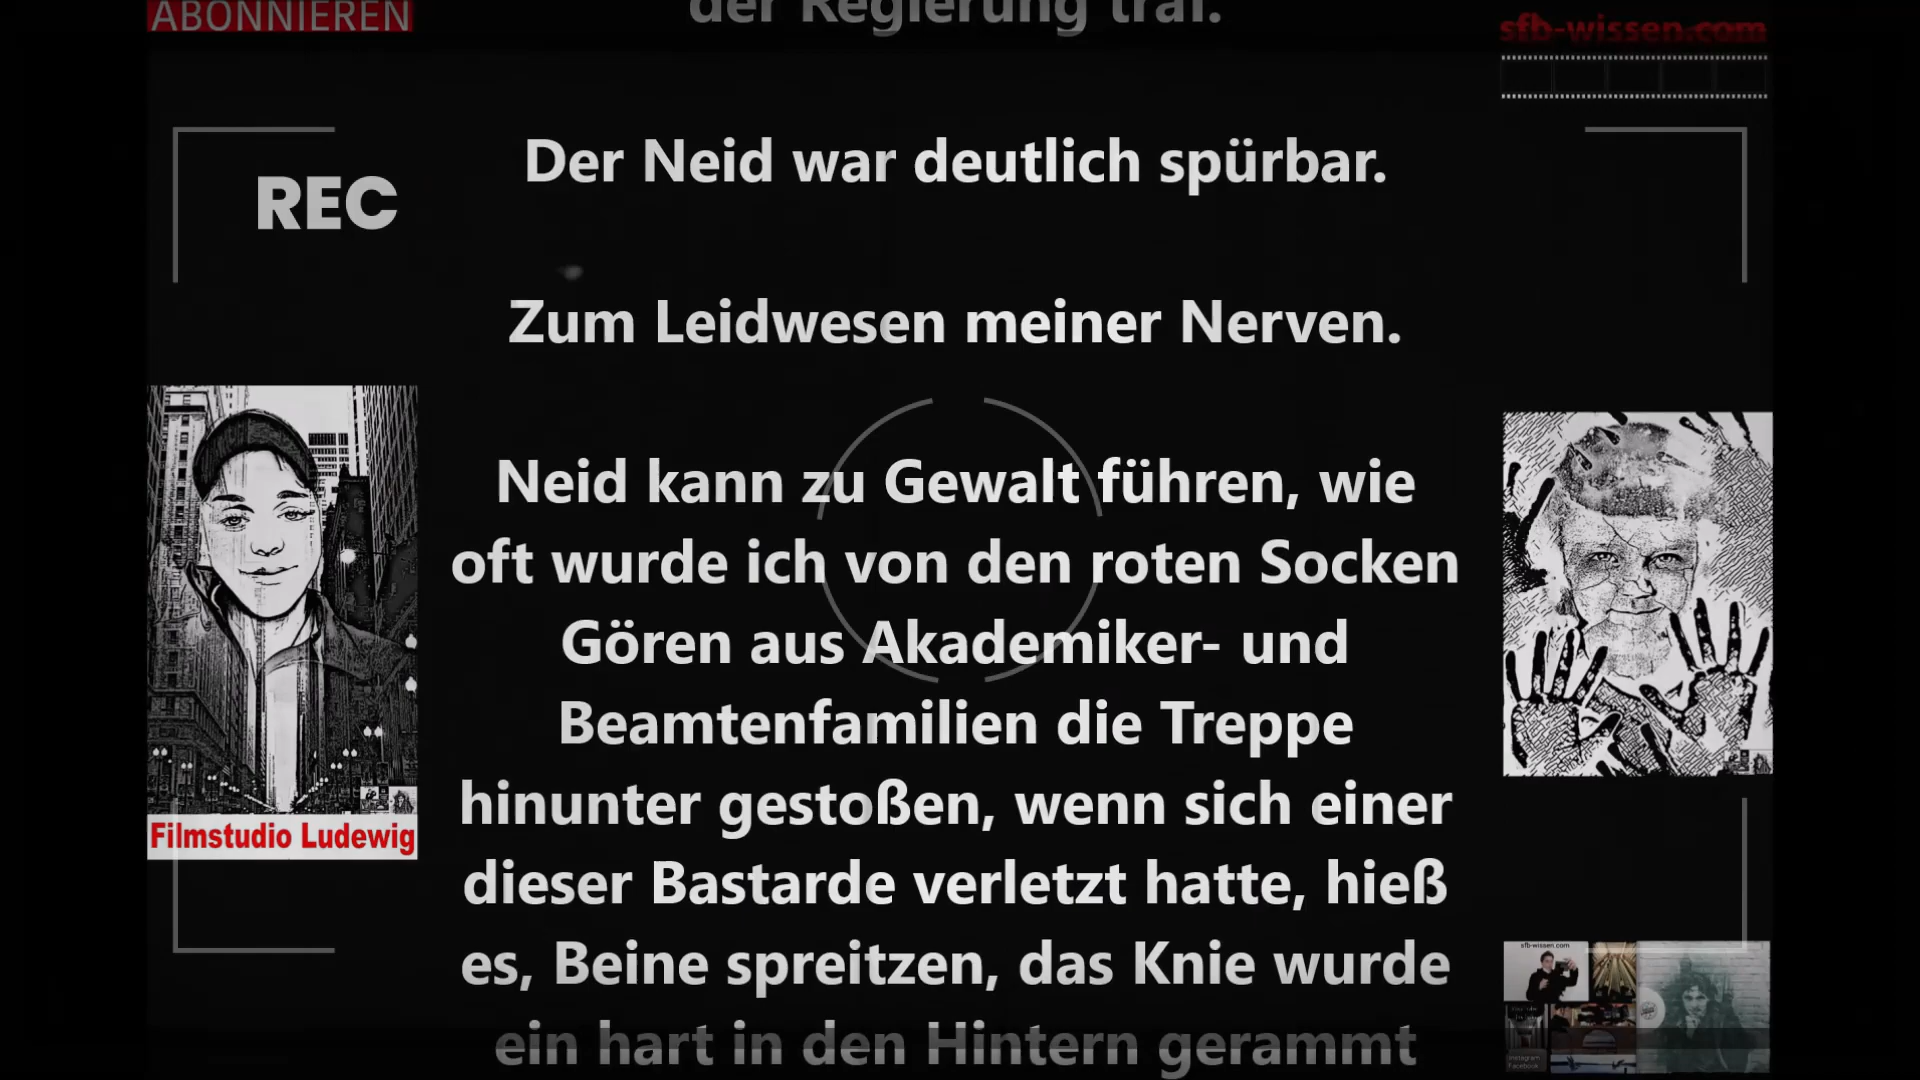 ABONNIEREN
der Regierung traf.
sfb-wissen.com
REC
Der Neid war deutlich spürbar.
Zum Leidwesen meiner Nerven.
Neid kann zu Gewalt führen, wie
oft wurde ich von den roten Socken
Gören aus Akademiker- und
Beamtenfamilien die Treppe
hinunter gestoßen, wenn sich einer
dieser Bastarde verletzt hatte, hieß
es, Beine spreitzen, das Knie wurde
ein hart in den Hintern gerammt
Filmstudio Ludewig
sfb-wissen.com
Instagram
Facebook